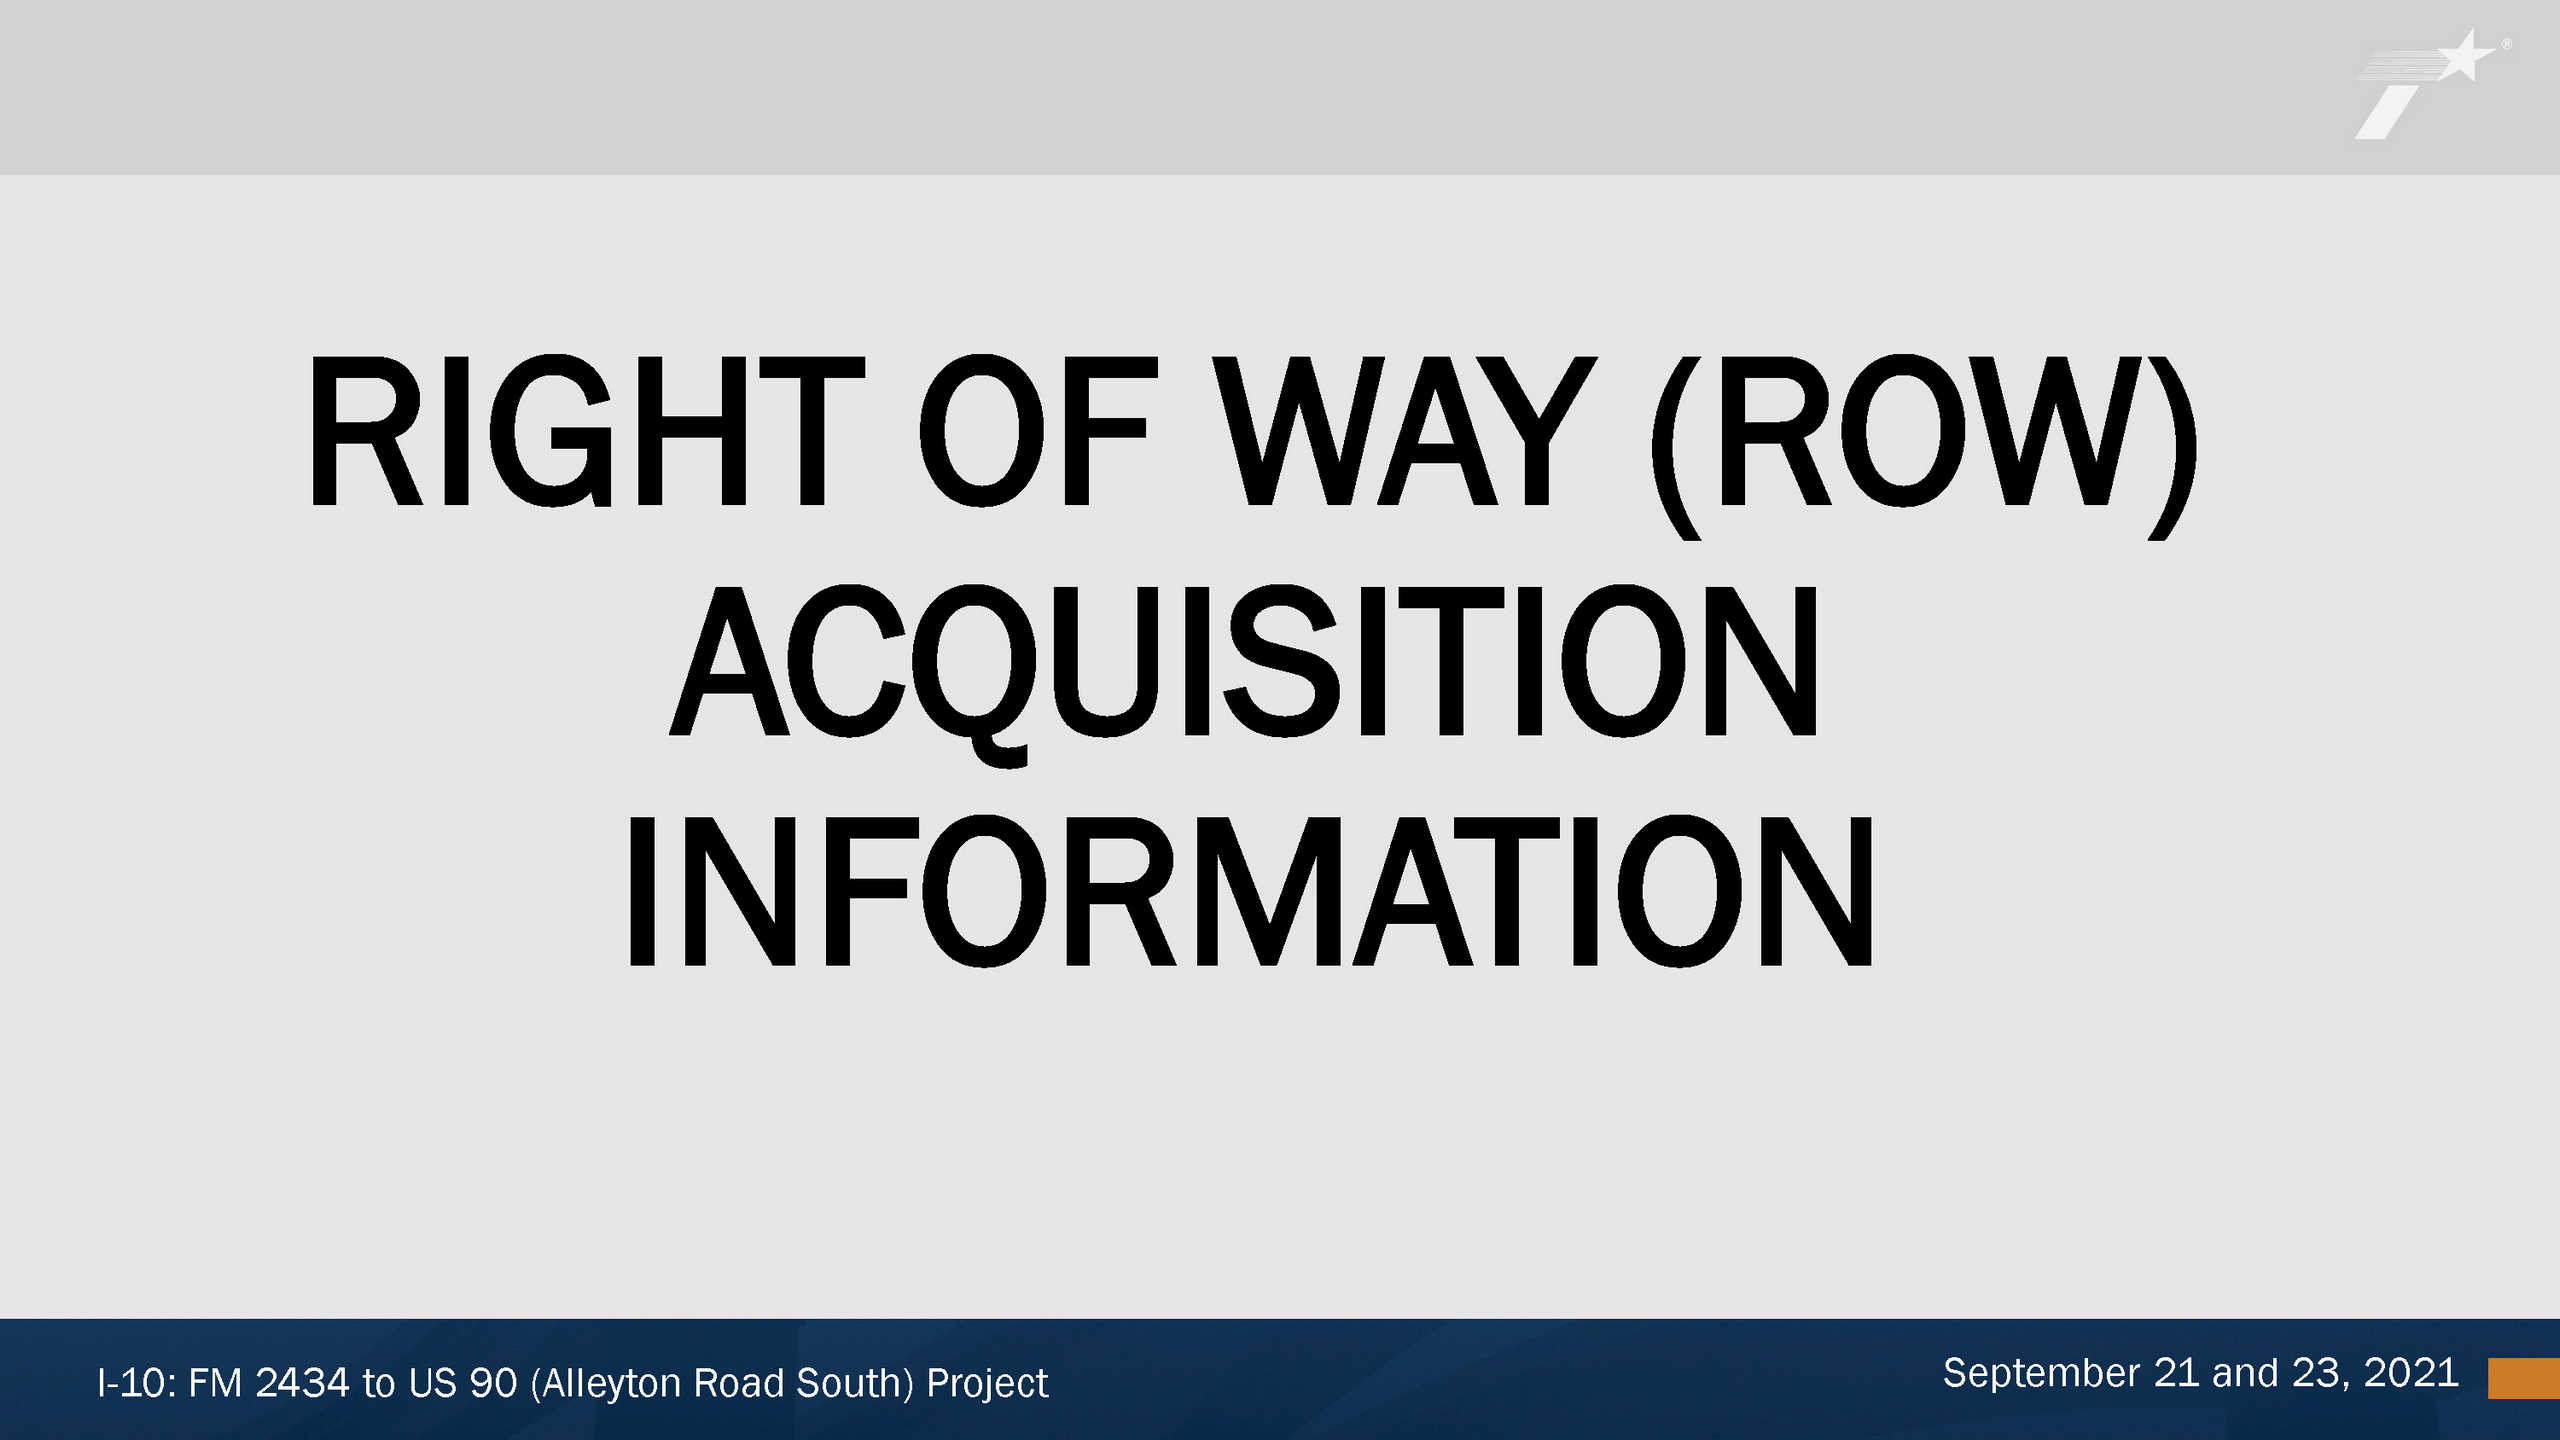 RIGHT OF WAY (ROW)
ACQUISITION
INFORMATION
I-10: FM 2434 to US 90 (Alleyton Road South) Project
September 21 and 23, 2021